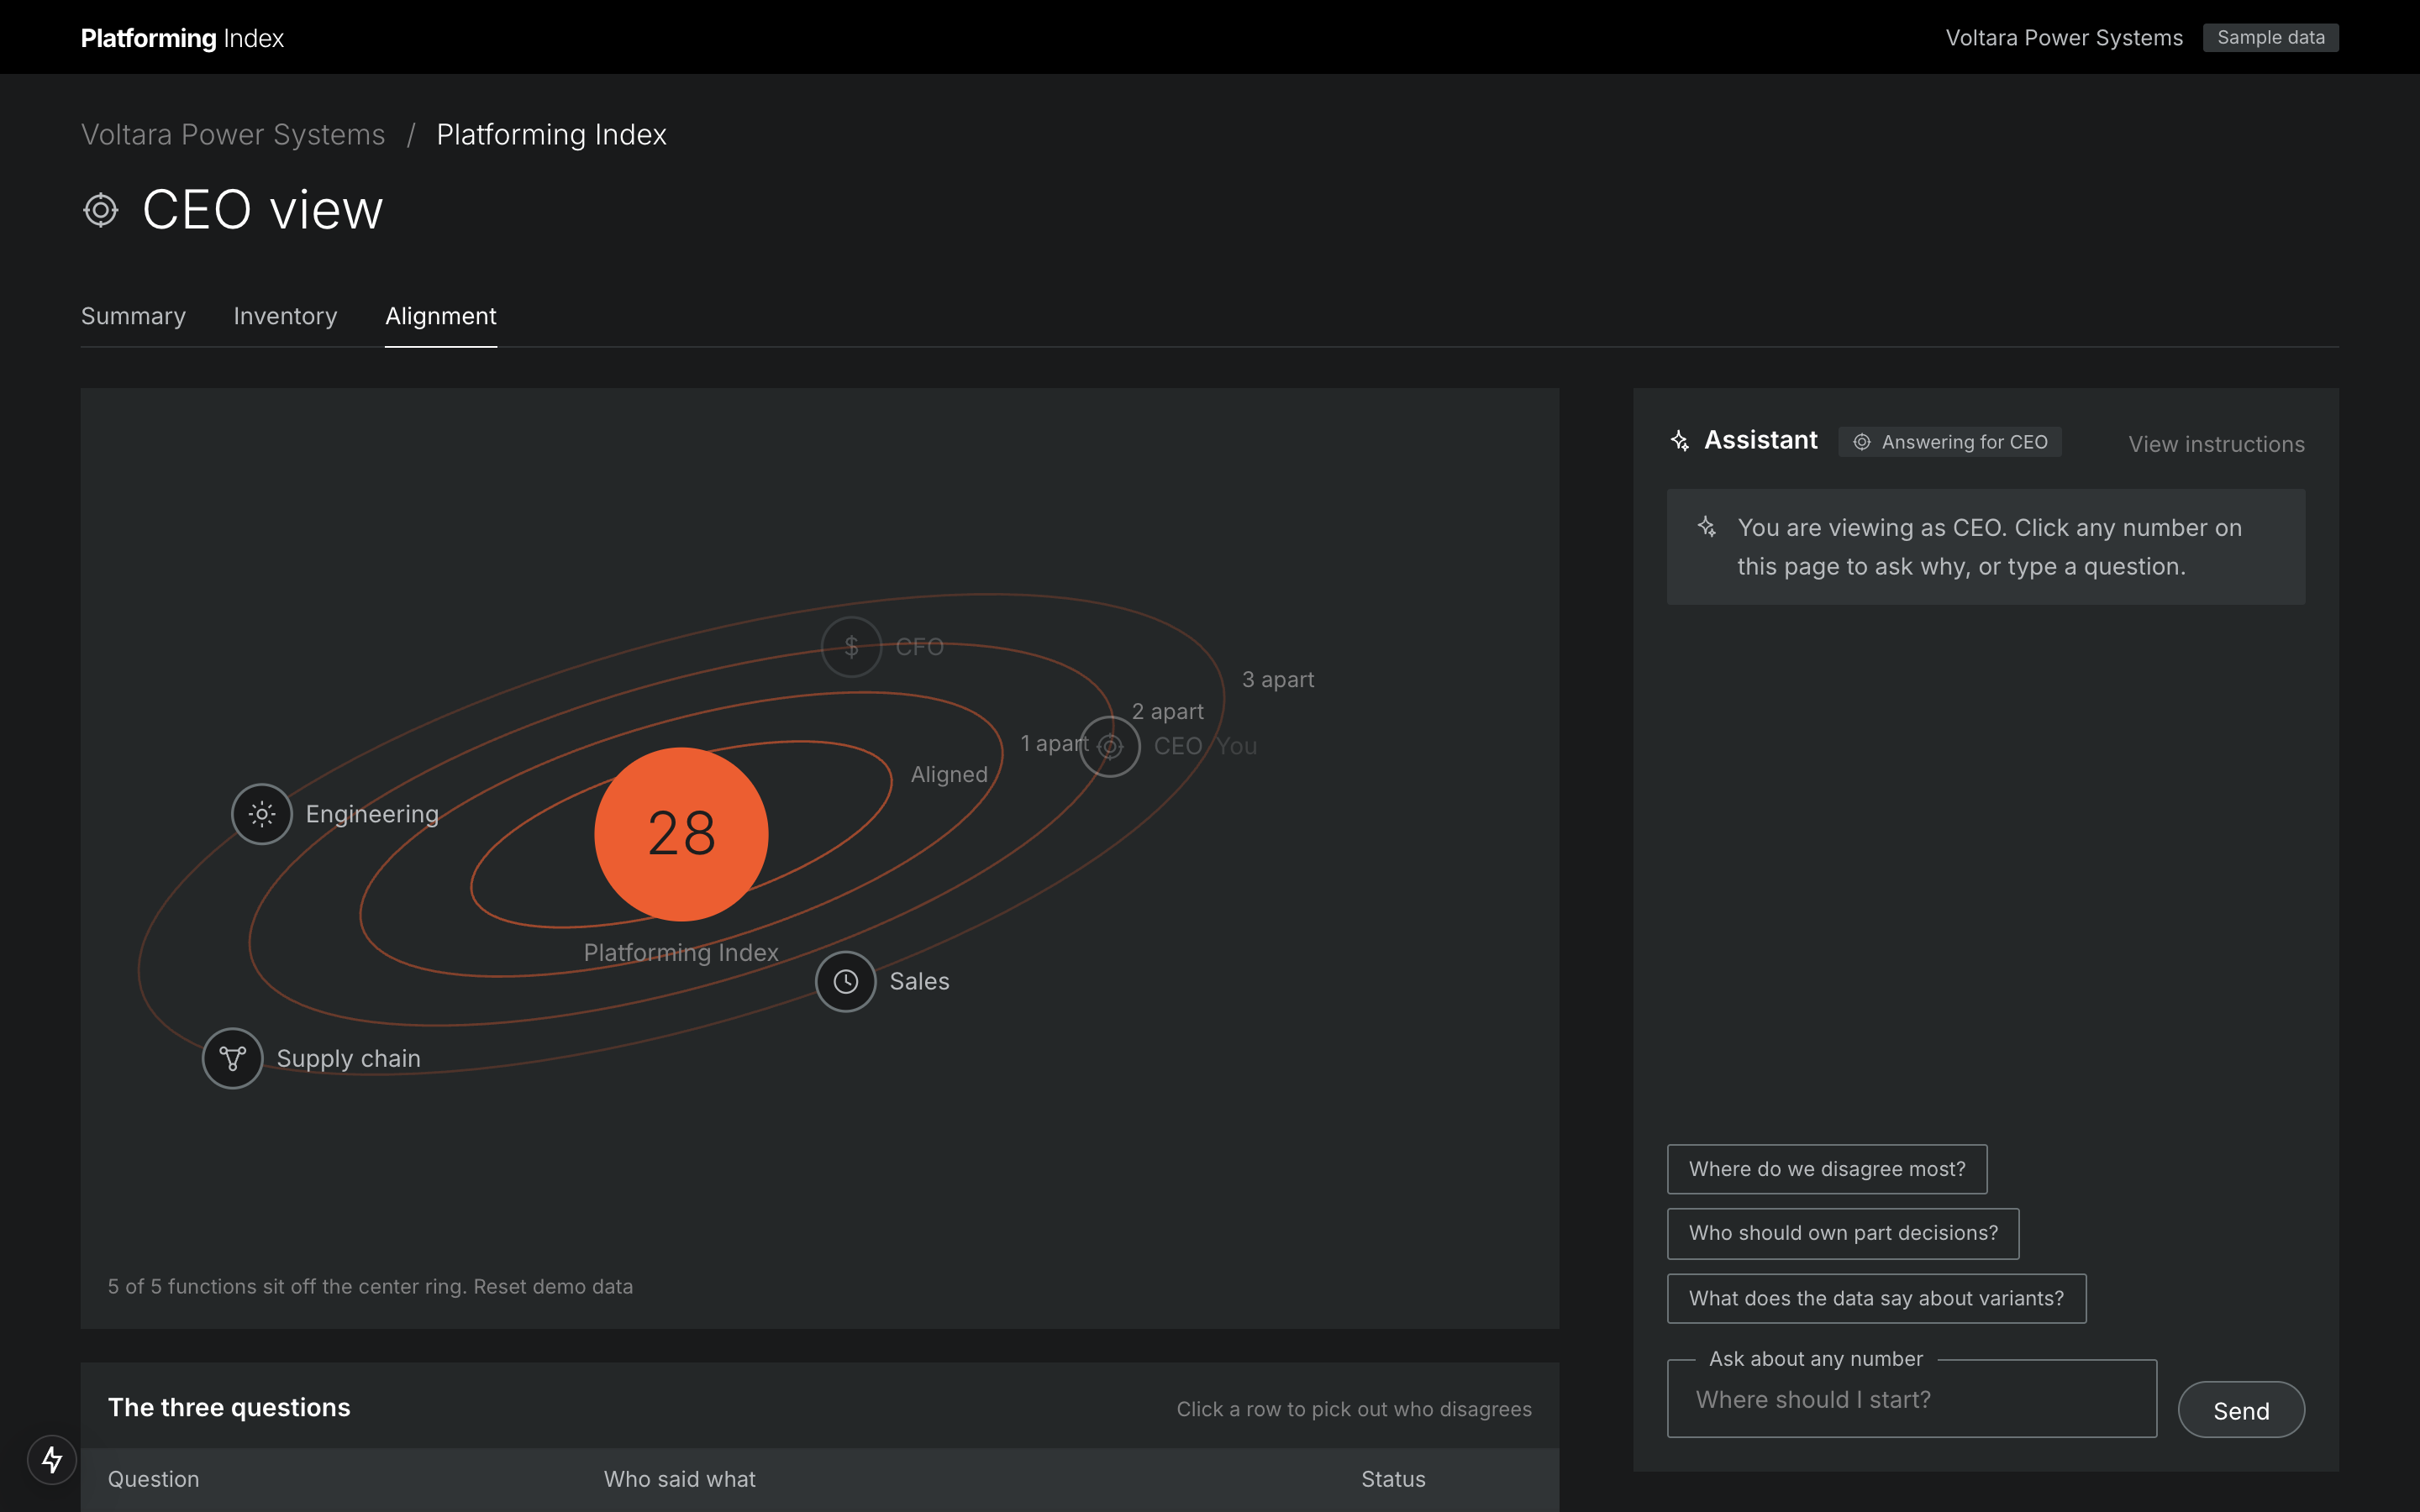 Platforming Index
Voltara Power Systems Sample data
Voltara Power Systems / Platforming Index
CEO view
Summary Inventory Alignment
$ CFO
3 apart
2 apart
1 apart
CEO You
Aligned
Engineering
28
Platforming Index
Sales
Supply chain
5 of 5 functions sit off the center ring. Reset demo data
The three questions
Click a row to pick out who disagrees
Question Who said what Status
Assistant Answering for CEO View instructions
You are viewing as CEO. Click any number on
this page to ask why, or type a question.
Where do we disagree most?
Who should own part decisions?
What does the data say about variants?
Ask about any number
Where should I start?
Send